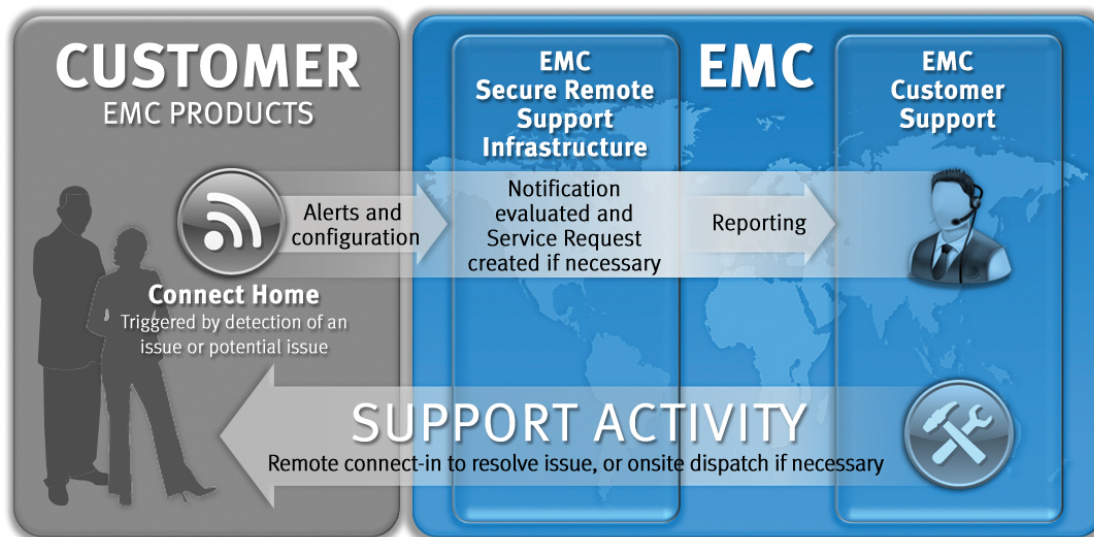 CUSTOMER
EMC PRODUCTS
Connect Home
Triggered by detection of an
issue or potential issue
Alerts and
configuration
EMC
EMC
Secure Remote
Support
Infrastructure
Notification
evaluated and
Service Request
created if necessary
Reporting
EMC
Customer
Support
SUPPORT ACTIVITY
Remote connect-in to resolve issue, or onsite dispatch if necessary